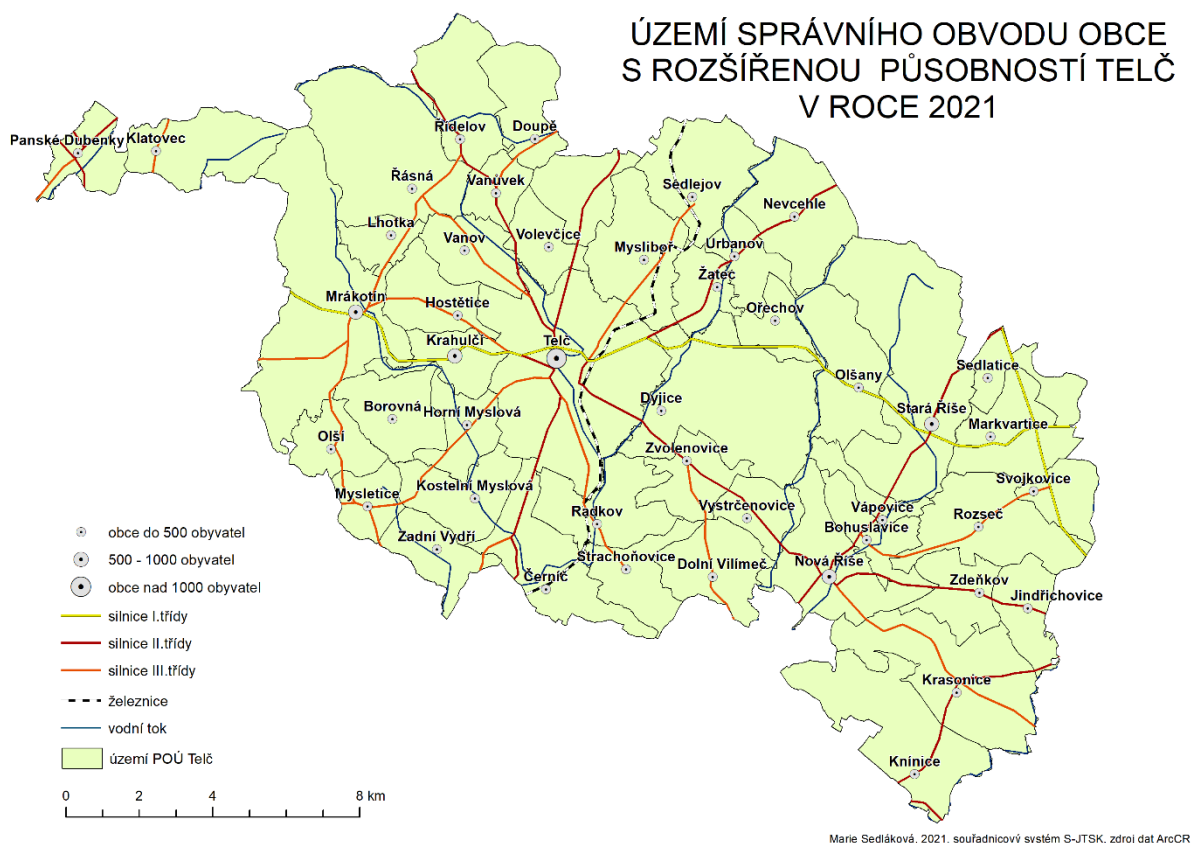 ÚZEMÍ SPRÁVNÍHO OBVODU OBCE
S ROZŠÍŘENOU PŮSOBNOSTÍ TELČ
V ROCE 2021
Panské Dubenky
Klatovec
Řídelov
Doupě
Řásná
Vanůvek
Sedlejov
Nevcehle
Lhotka
Vanov
Volevčice
Mysliboř
Urbanov
Žatec
Mrákotín
Hostětice
Ořechov
Krahulčí
Telč
Olšany
Sedlatice
Borovná
Horní Myslová
Dyjice
Stará Říše
Markvartice
Olší
Zvolenovice
Svojkovice
Mysletice
Kostelní Myslová
Radkov
Vystrčenovice
Vápovice
Rozseč
Bohuslavice
Zadní Vydří
Strachoňovice
Dolní Vilímeč
Nová Říše
Černíč
Zdeňkov
Jindřichovice
Krasonice
Knínice
obce do 500 obyvatel
500 - 1000 obyvatel
obce nad 1000 obyvatel
silnice I.třídy
silnice II.třídy
silnice III.třídy
železnice
vodní tok
území POÚ Telč
0 2 4 8 km
Marie Sedláková, 2021, souřadnicový systém S-JTSK, zdroj dat ArcCR